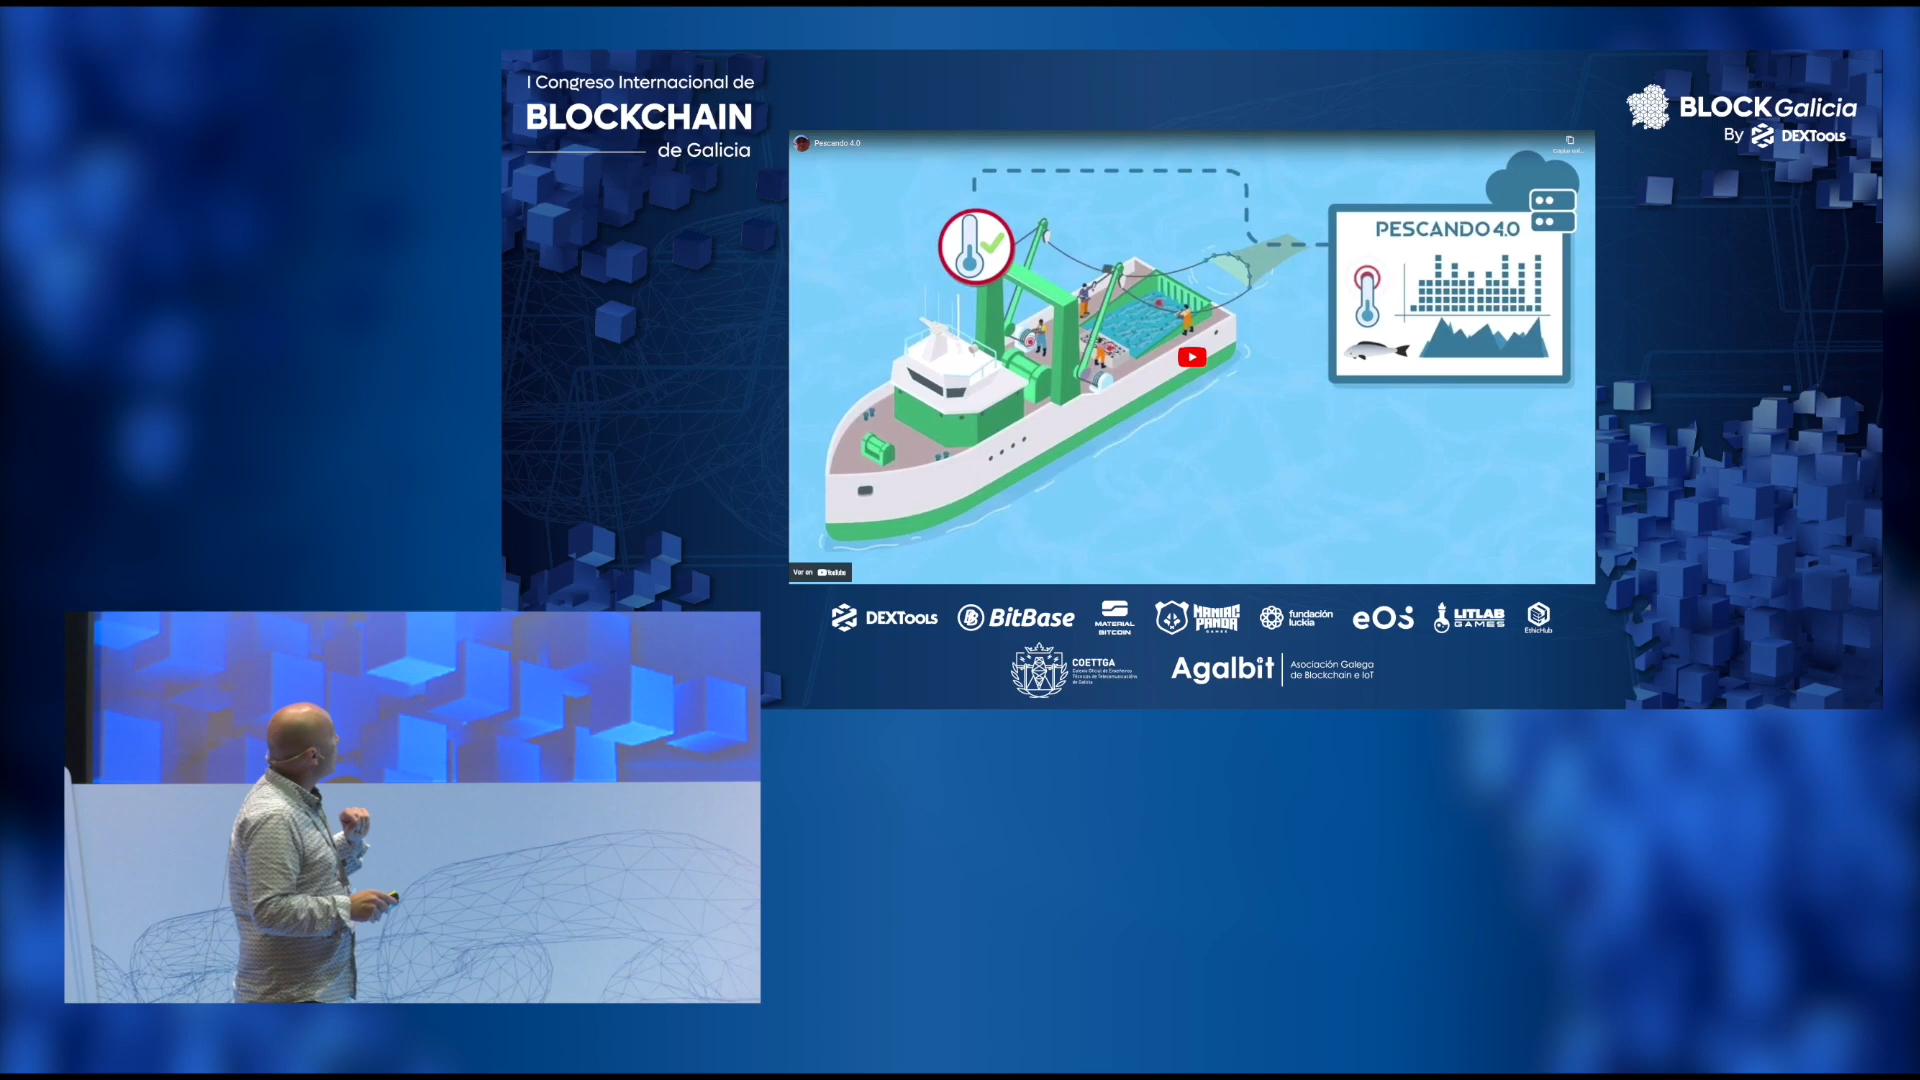 I Congreso Internacional de
BLOCKCHAIN
de Galicia
BLOCK Galicia
By DEXTools
Pescando 4.0
PESCANDO 4.0
Ver en YouTube
DEXTools
BitBase
MATERIAL
BITCOIN
MANIAC
PANDA
GAMES
fundación
luckia
eos
LITLAB
GAMES
EthicHub
COETTGA
Agalbit
Asociación Galega
de Blockchain e IoT